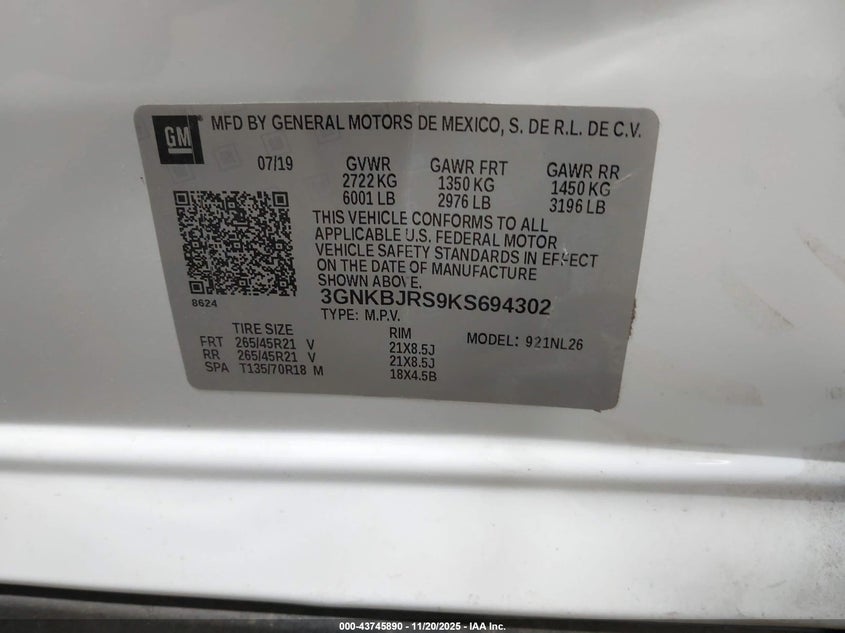 GM
MFD BY GENERAL MOTORS DE MEXICO, S. DE R.L. DE C.V.
07/19 GVWR GAWR FRT GAWR RR
2722 KG 1350 KG 1450 KG
6001 LB 2976 LB 3196 LB
THIS VEHICLE CONFORMS TO ALL
APPLICABLE U.S. FEDERAL MOTOR
VEHICLE SAFETY STANDARDS IN EFFECT
ON THE DATE OF MANUFACTURE
SHOWN ABOVE.
8624
3GNKBJRS9KS694302
TYPE: M.P.V.
TIRE SIZE RIM MODEL: 921NL26
FRT 265/45R21 V 21X8.5J
RR 265/45R21 V 21X8.5J
SPA T135/70R18 M 18X4.5B
000-43745890 - 11/20/2025 - IAA Inc.